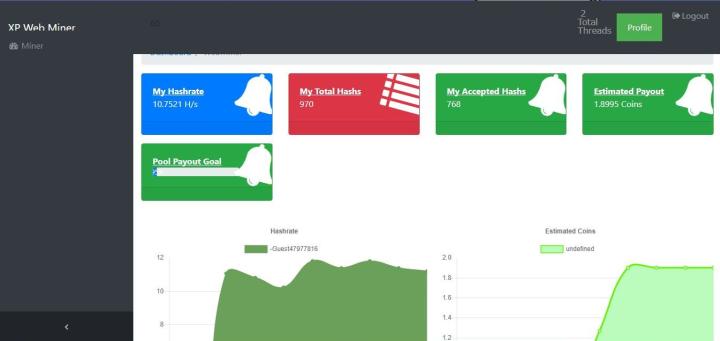 2
Total
Threads
Profile
Logout
XP Web Miner
Miner
My Hashrate
10.7521 H/s
My Total Hashs
970
My Accepted Hashs
768
Estimated Payout
1.8995 Coins
Pool Payout Goal
Hashrate
-Guest47977816
12
10
8
Estimated Coins
undefined
2.0
1.8
1.6
1.4
1.2